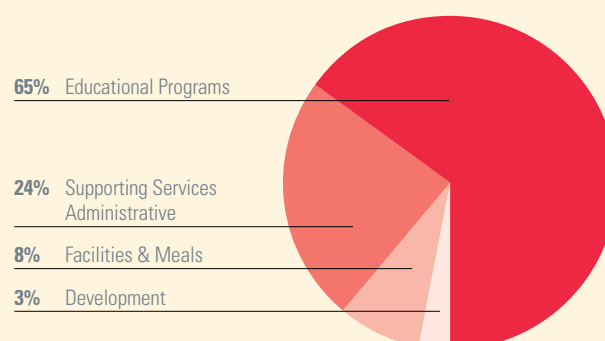 65% Educational Programs
24% Supporting Services
Administrative
8% Facilities & Meals
3% Development